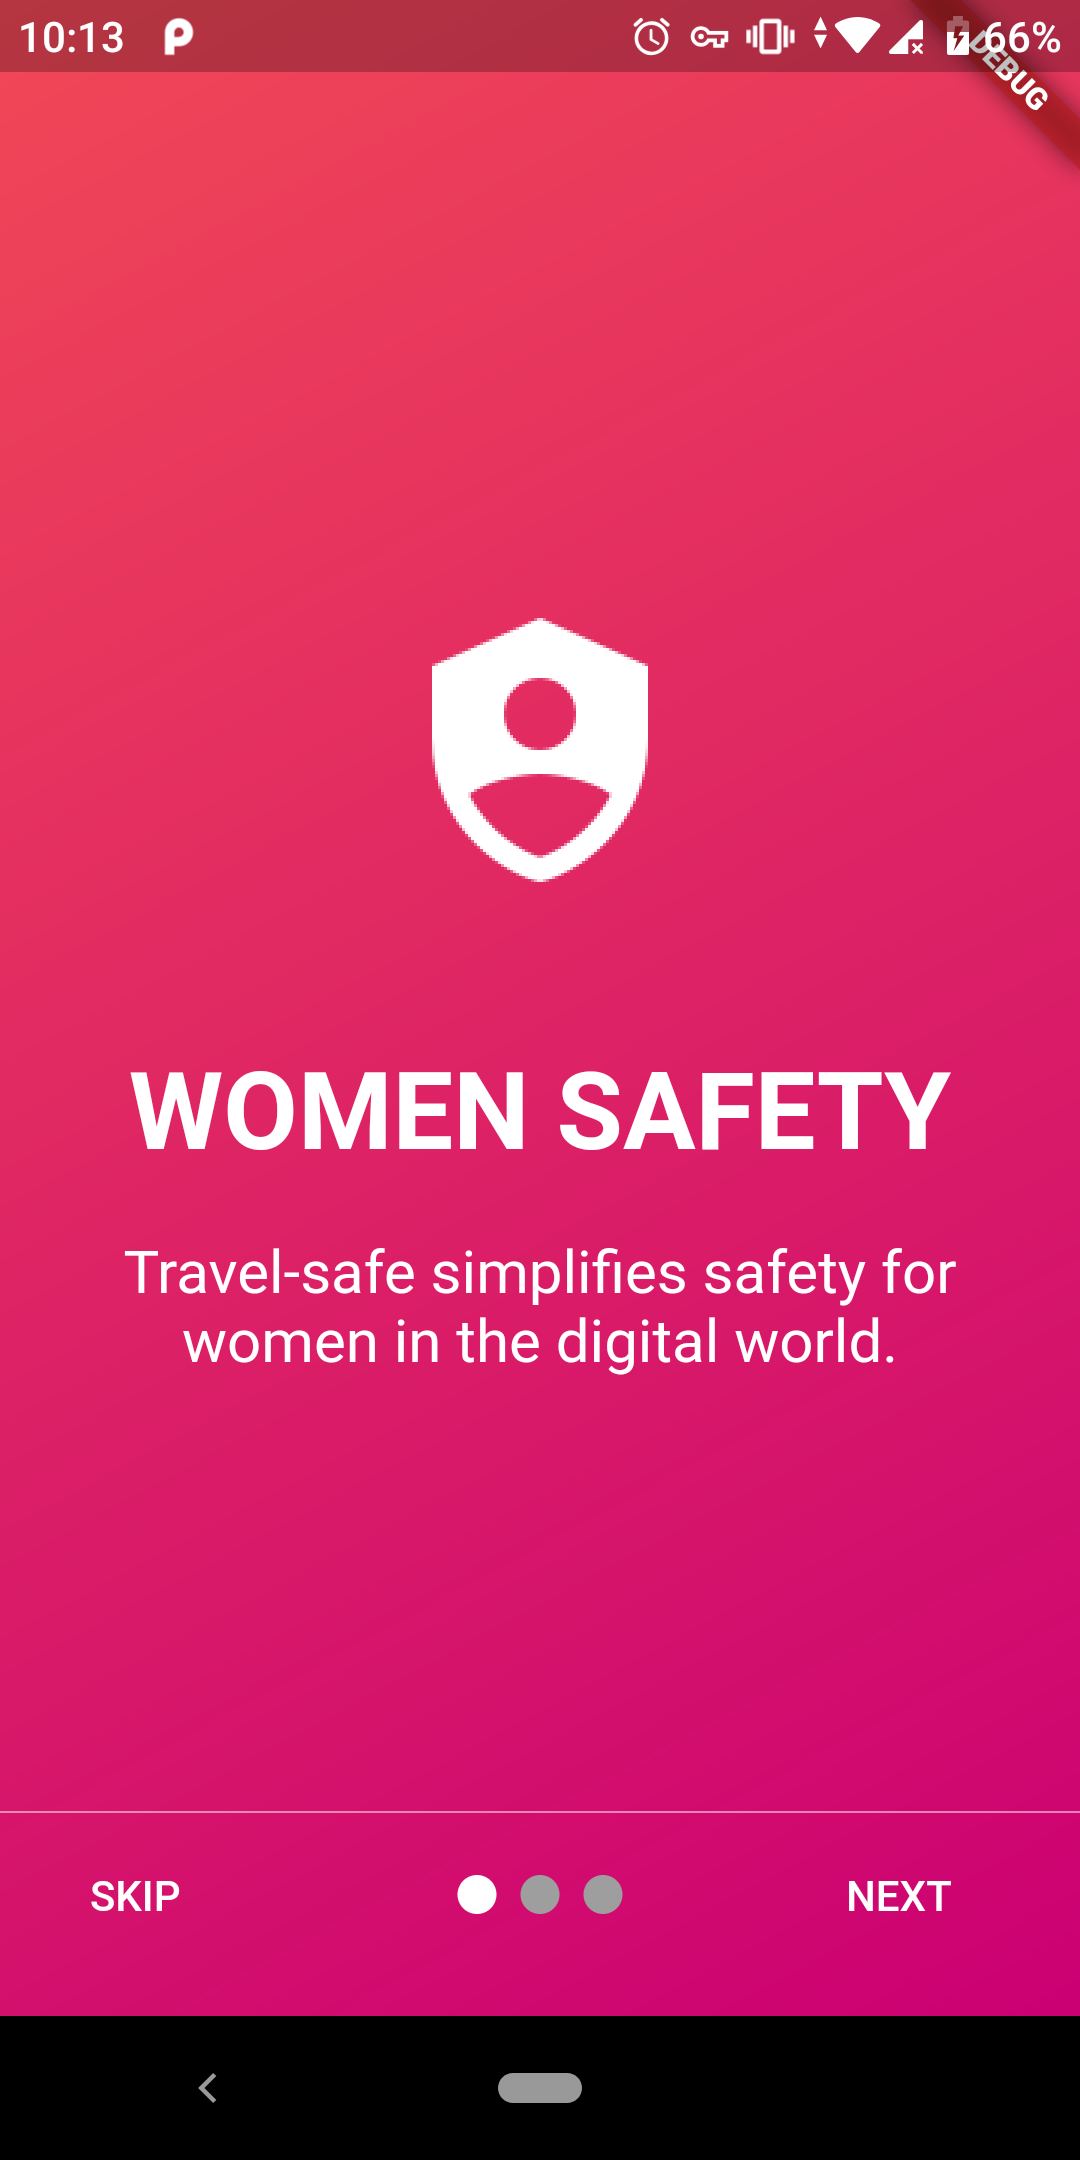 10:13
66%
DEBUG
WOMEN SAFETY
Travel-safe simplifies safety for
women in the digital world.
SKIP
NEXT